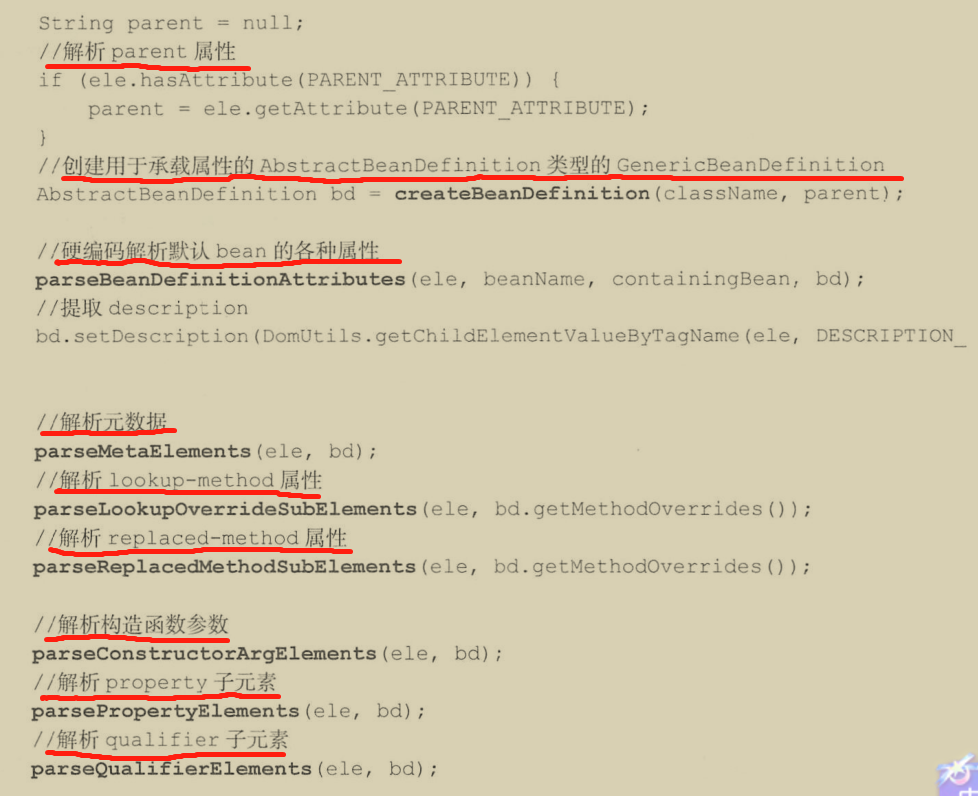 String parent = null;
//解析 parent 属性
if (ele.hasAttribute(PARENT_ATTRIBUTE)) {
parent = ele.getAttribute(PARENT_ATTRIBUTE);
}
//创建用于承载属性的 AbstractBeanDefinition 类型的 GenericBeanDefinition
AbstractBeanDefinition bd = createBeanDefinition(className, parent);
//硬编码解析默认 bean 的各种属性
parseBeanDefinitionAttributes(ele, beanName, containingBean, bd);
//提取 description
bd.setDescription(DomUtils.getChildElementValueByTagName(ele, DESCRIPTION_
//解析元数据
parseMetaElements(ele, bd);
//解析 lookup-method 属性
parseLookupOverrideSubElements(ele, bd.getMethodOverrides());
//解析 replaced-method 属性
parseReplacedMethodSubElements(ele, bd.getMethodOverrides());
//解析构造函数参数
parseConstructorArgElements(ele, bd);
//解析 property 子元素
parsePropertyElements(ele, bd);
//解析 qualifier 子元素
parseQualifierElements(ele, bd);